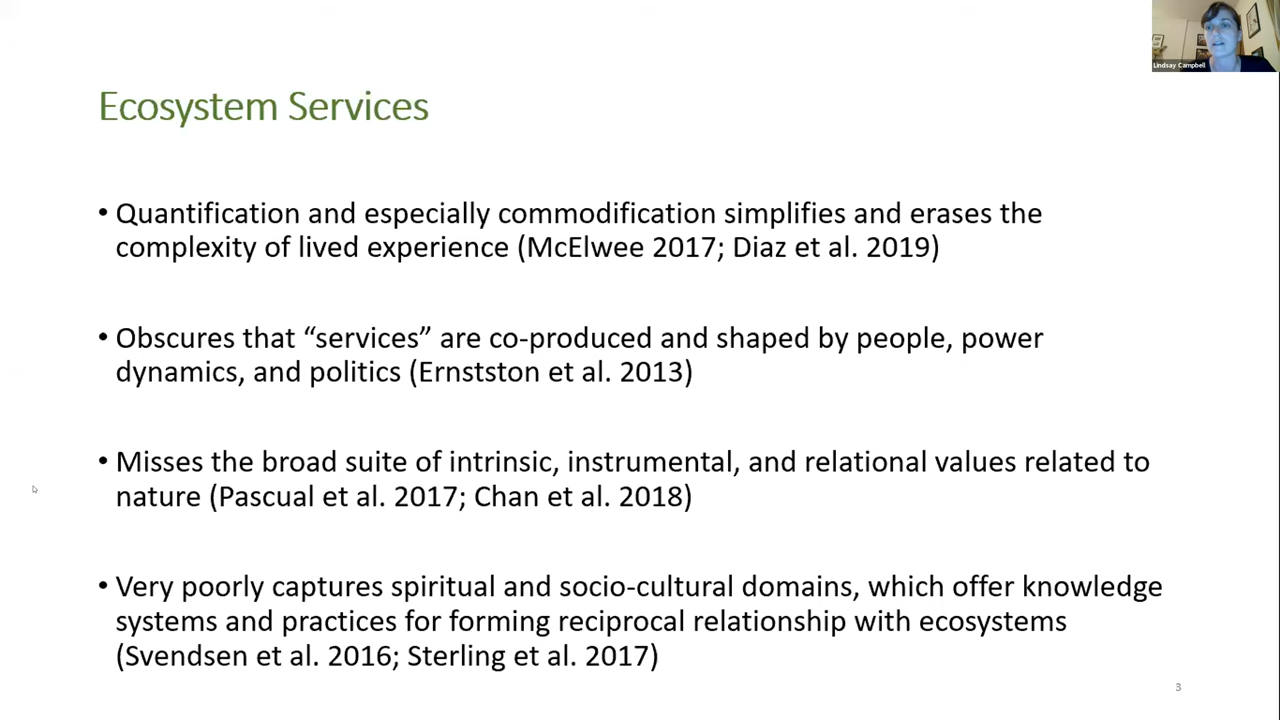 Lindsay Campbell
Ecosystem Services
• Quantification and especially commodification simplifies and erases the
complexity of lived experience (McElwee 2017; Diaz et al. 2019)
• Obscures that “services” are co-produced and shaped by people, power
dynamics, and politics (Ernstston et al. 2013)
• Misses the broad suite of intrinsic, instrumental, and relational values related to
nature (Pascual et al. 2017; Chan et al. 2018)
• Very poorly captures spiritual and socio-cultural domains, which offer knowledge
systems and practices for forming reciprocal relationship with ecosystems
(Svendsen et al. 2016; Sterling et al. 2017)
3